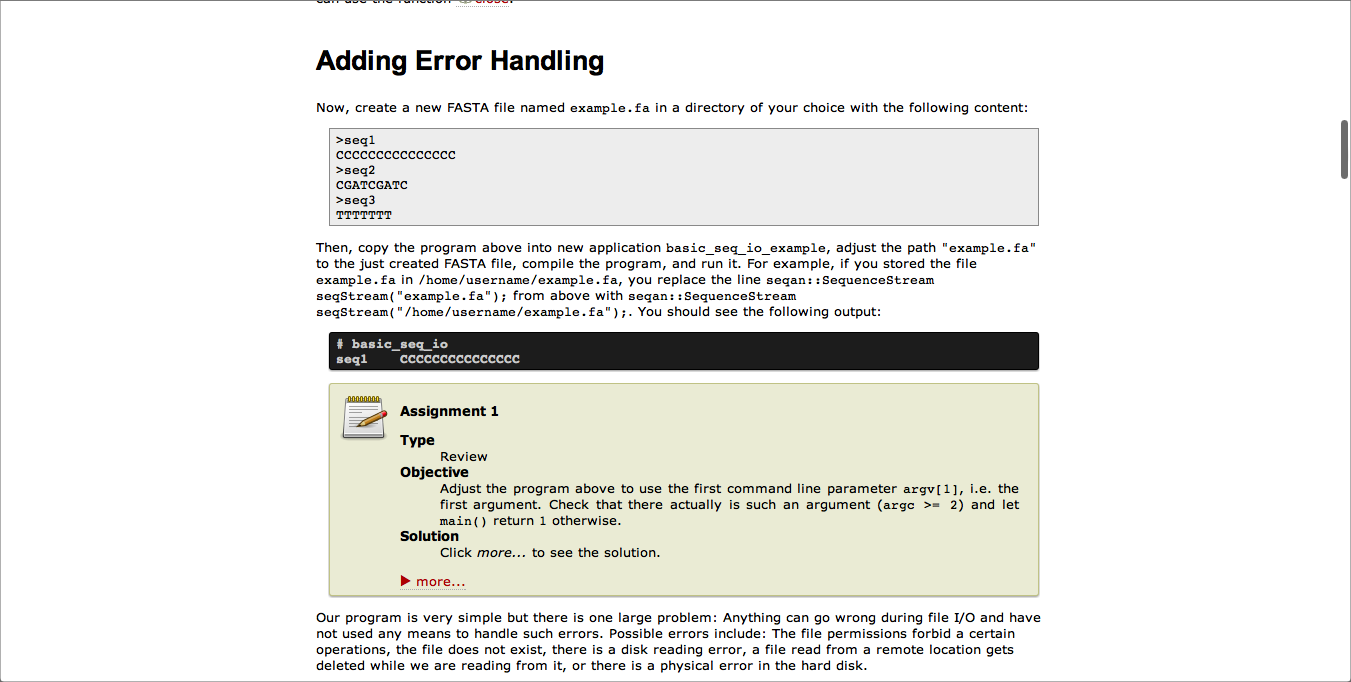 can use the function close.
Adding Error Handling
Now, create a new FASTA file named example.fa in a directory of your choice with the following content:
>seq1
CCCCCCCCCCCCCCC
>seq2
CGATCGATC
>seq3
TTTTTTT
Then, copy the program above into new application basic_seq_io_example, adjust the path "example.fa"
to the just created FASTA file, compile the program, and run it. For example, if you stored the file
example.fa in /home/username/example.fa, you replace the line seqan::SequenceStream
seqStream("example.fa"); from above with seqan::SequenceStream
seqStream("/home/username/example.fa");. You should see the following output:
# basic_seq_io
seq1    CCCCCCCCCCCCCCC
Assignment 1
Type
Review
Objective
Adjust the program above to use the first command line parameter argv[1], i.e. the
first argument. Check that there actually is such an argument (argc >= 2) and let
main() return 1 otherwise.
Solution
Click more... to see the solution.
more...
Our program is very simple but there is one large problem: Anything can go wrong during file I/O and have
not used any means to handle such errors. Possible errors include: The file permissions forbid a certain
operations, the file does not exist, there is a disk reading error, a file read from a remote location gets
deleted while we are reading from it, or there is a physical error in the hard disk.